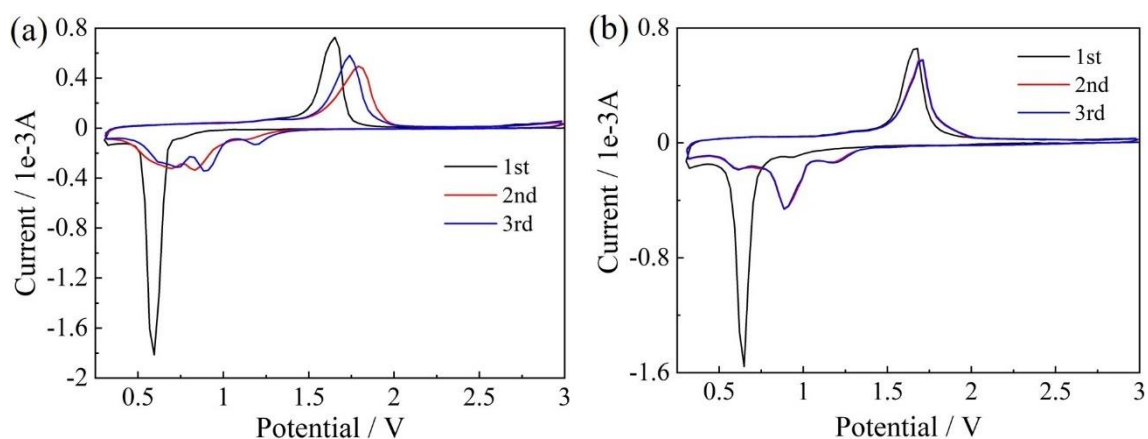 (a)
0.8
0.4
0
-0.4
-0.8
-1.2
-1.6
-2
Current / 1e-3A
1st
2nd
3rd
0.5
1
1.5
2
2.5
3
Potential / V
(b)
0.8
0
-0.8
-1.6
Current / 1e-3A
1st
2nd
3rd
0.5
1
1.5
2
2.5
3
Potential / V